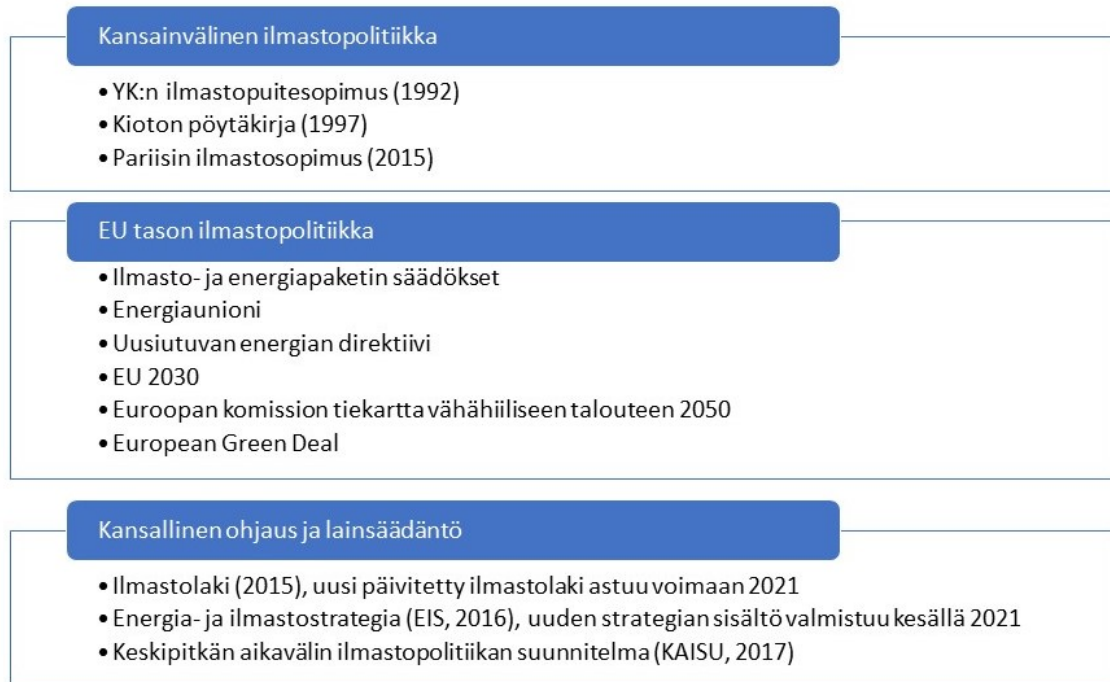 Kansainvälinen ilmastopolitiikka
• YK:n ilmastopuitesopimus (1992)
• Kioton pöytäkirja (1997)
• Pariisin ilmastosopimus (2015)
EU tason ilmastopolitiikka
• Ilmasto- ja energiapaketin säädökset
• Energiaunioni
• Uusiutuvan energian direktiivi
• EU 2030
• Euroopan komission tiekartta vähähiiliseen talouteen 2050
• European Green Deal
Kansallinen ohjaus ja lainsäädäntö
• Ilmastolaki (2015), uusi päivitetty ilmastolaki astuu voimaan 2021
• Energia- ja ilmastostrategia (EIS, 2016), uuden strategian sisältö valmistuu kesällä 2021
• Keskipitkän aikavälin ilmastopolitiikan suunnitelma (KAISU, 2017)